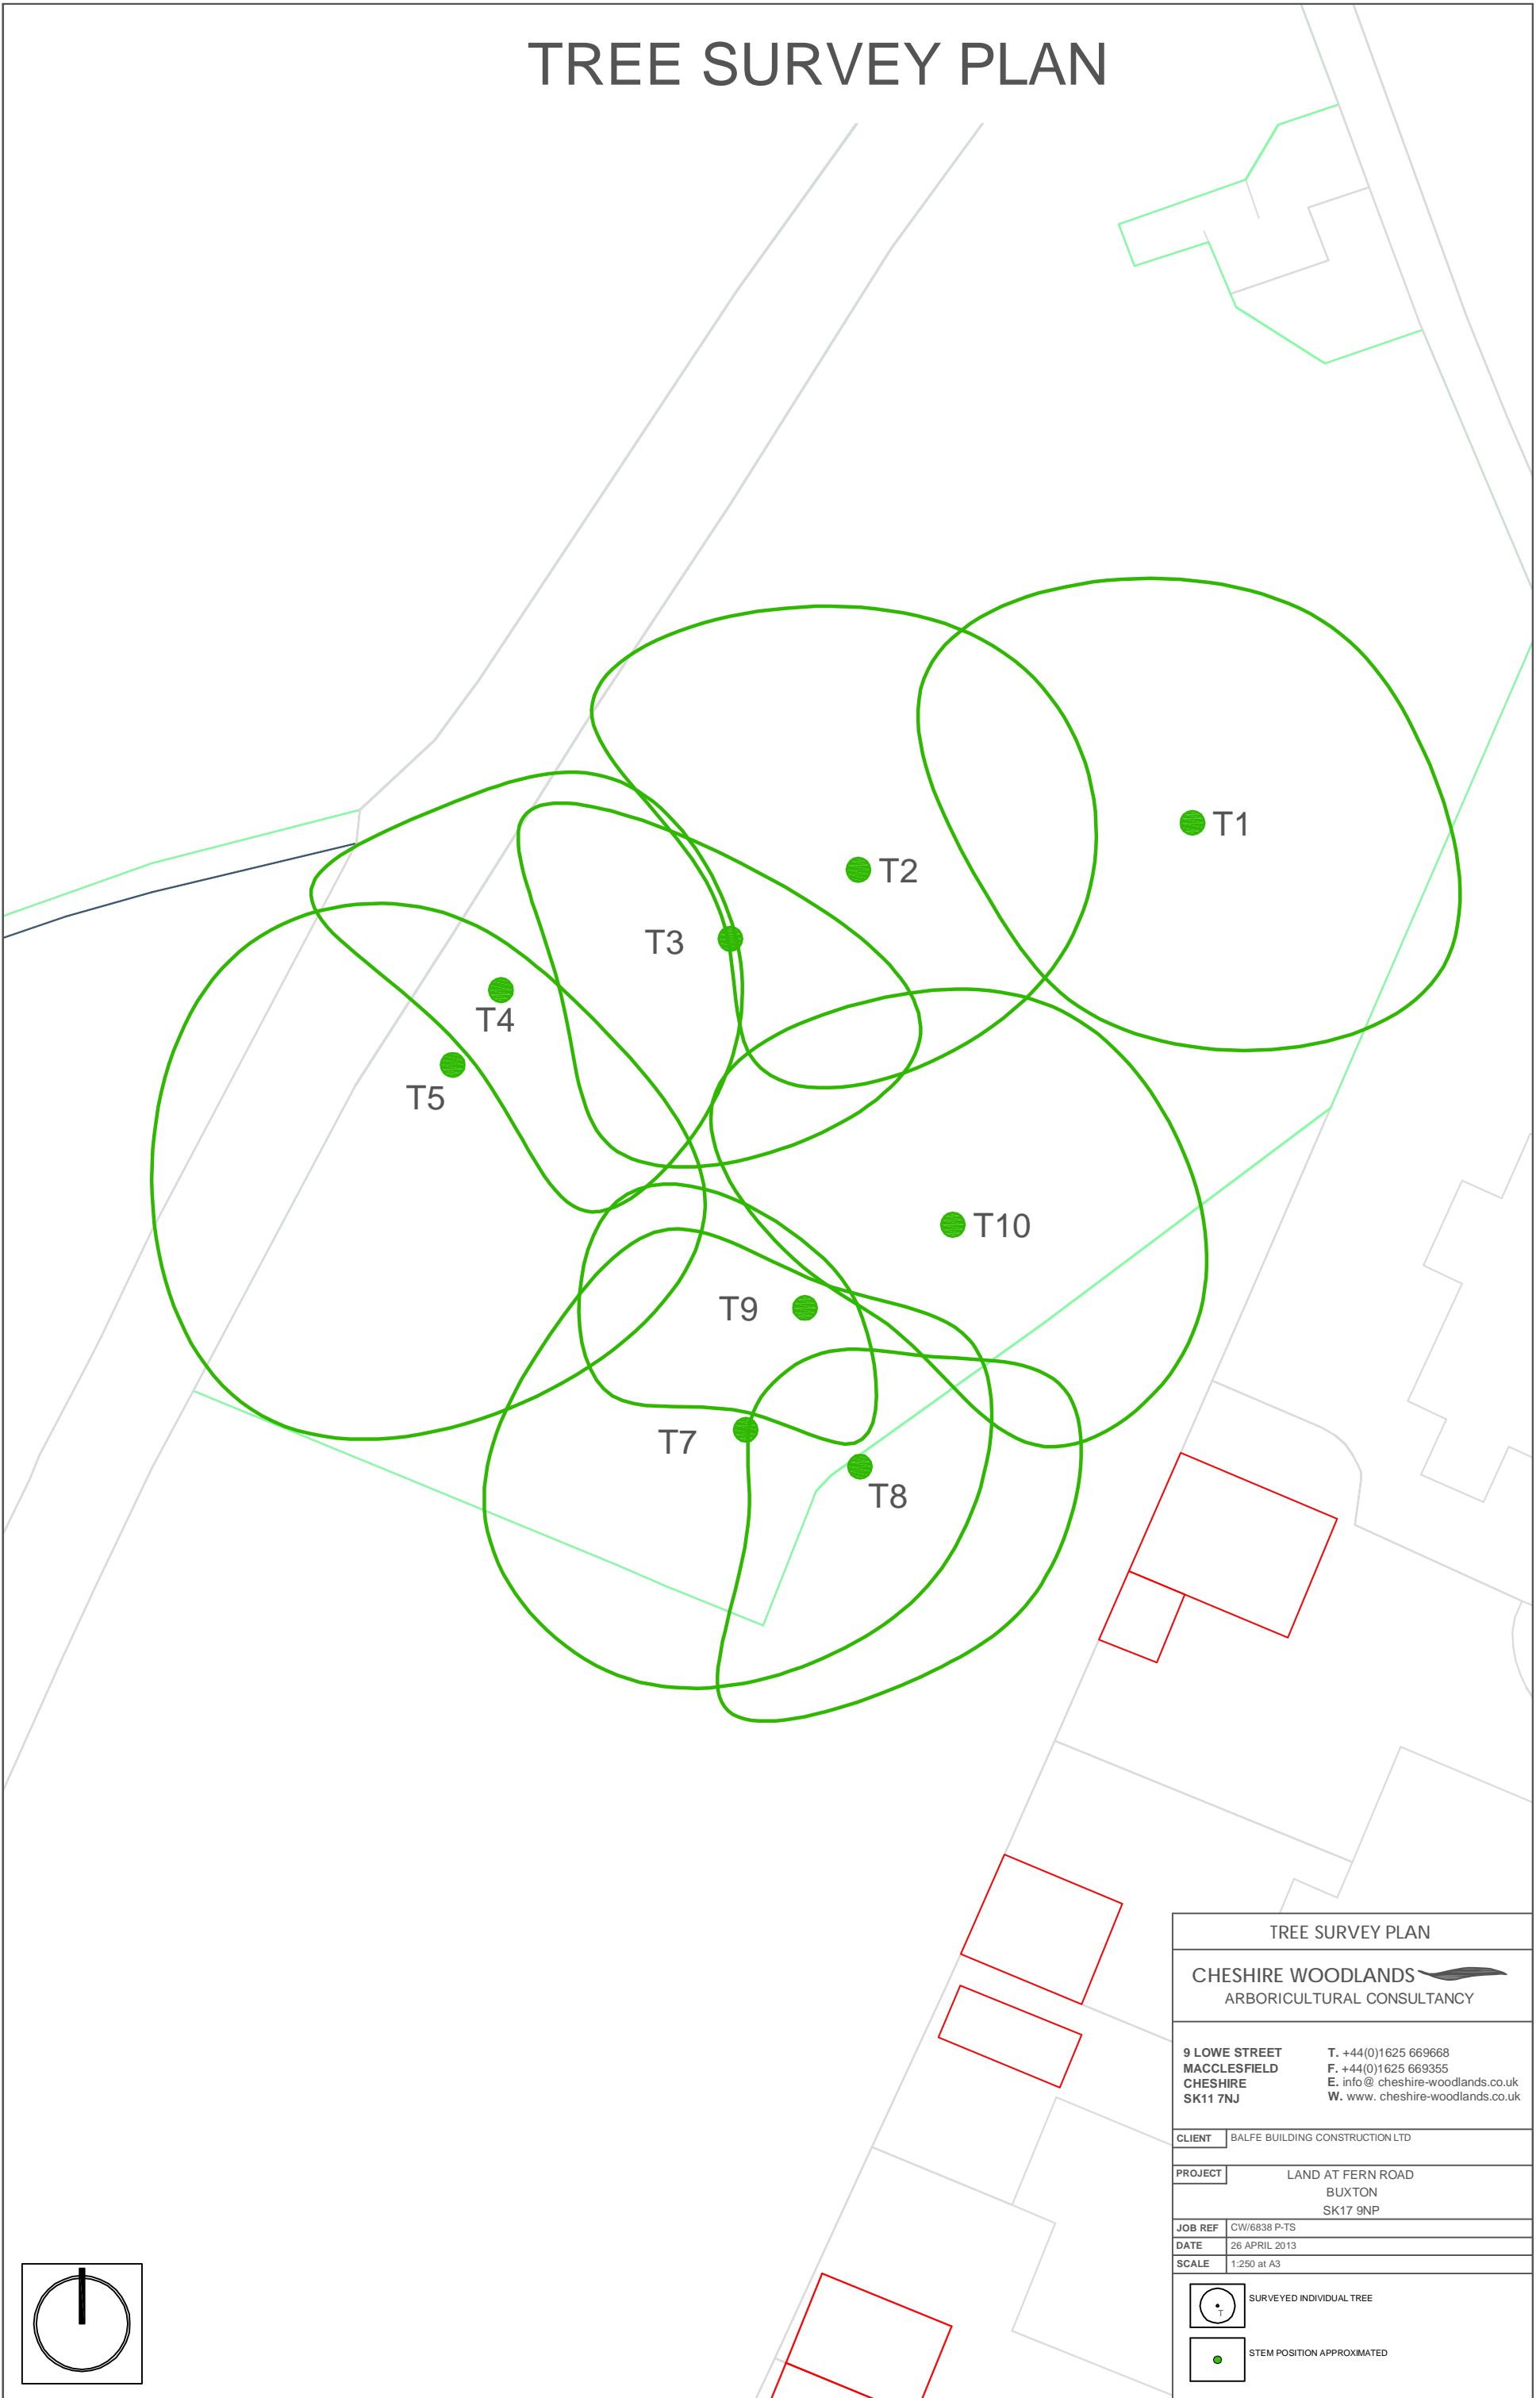 TREE SURVEY PLAN
T1
T2
T3
T4
T5
T10
T9
T7
T8
TREE SURVEY PLAN
CHESHIRE WOODLANDS
ARBORICULTURAL CONSULTANCY
9 LOWE STREET T. +44(0)1625 669668
MACCLESFIELD F. +44(0)1625 669355
CHESHIRE E. info@ cheshire-woodlands.co.uk
SK11 7NJ W. www. cheshire-woodlands.co.uk
CLIENT BALFE BUILDING CONSTRUCTION LTD
PROJECT LAND AT FERN ROAD
BUXTON
SK17 9NP
JOB REF CW/6838 P-TS
DATE 26 APRIL 2013
SCALE 1:250 at A3
T
SURVEYED INDIVIDUAL TREE
STEM POSITION APPROXIMATED